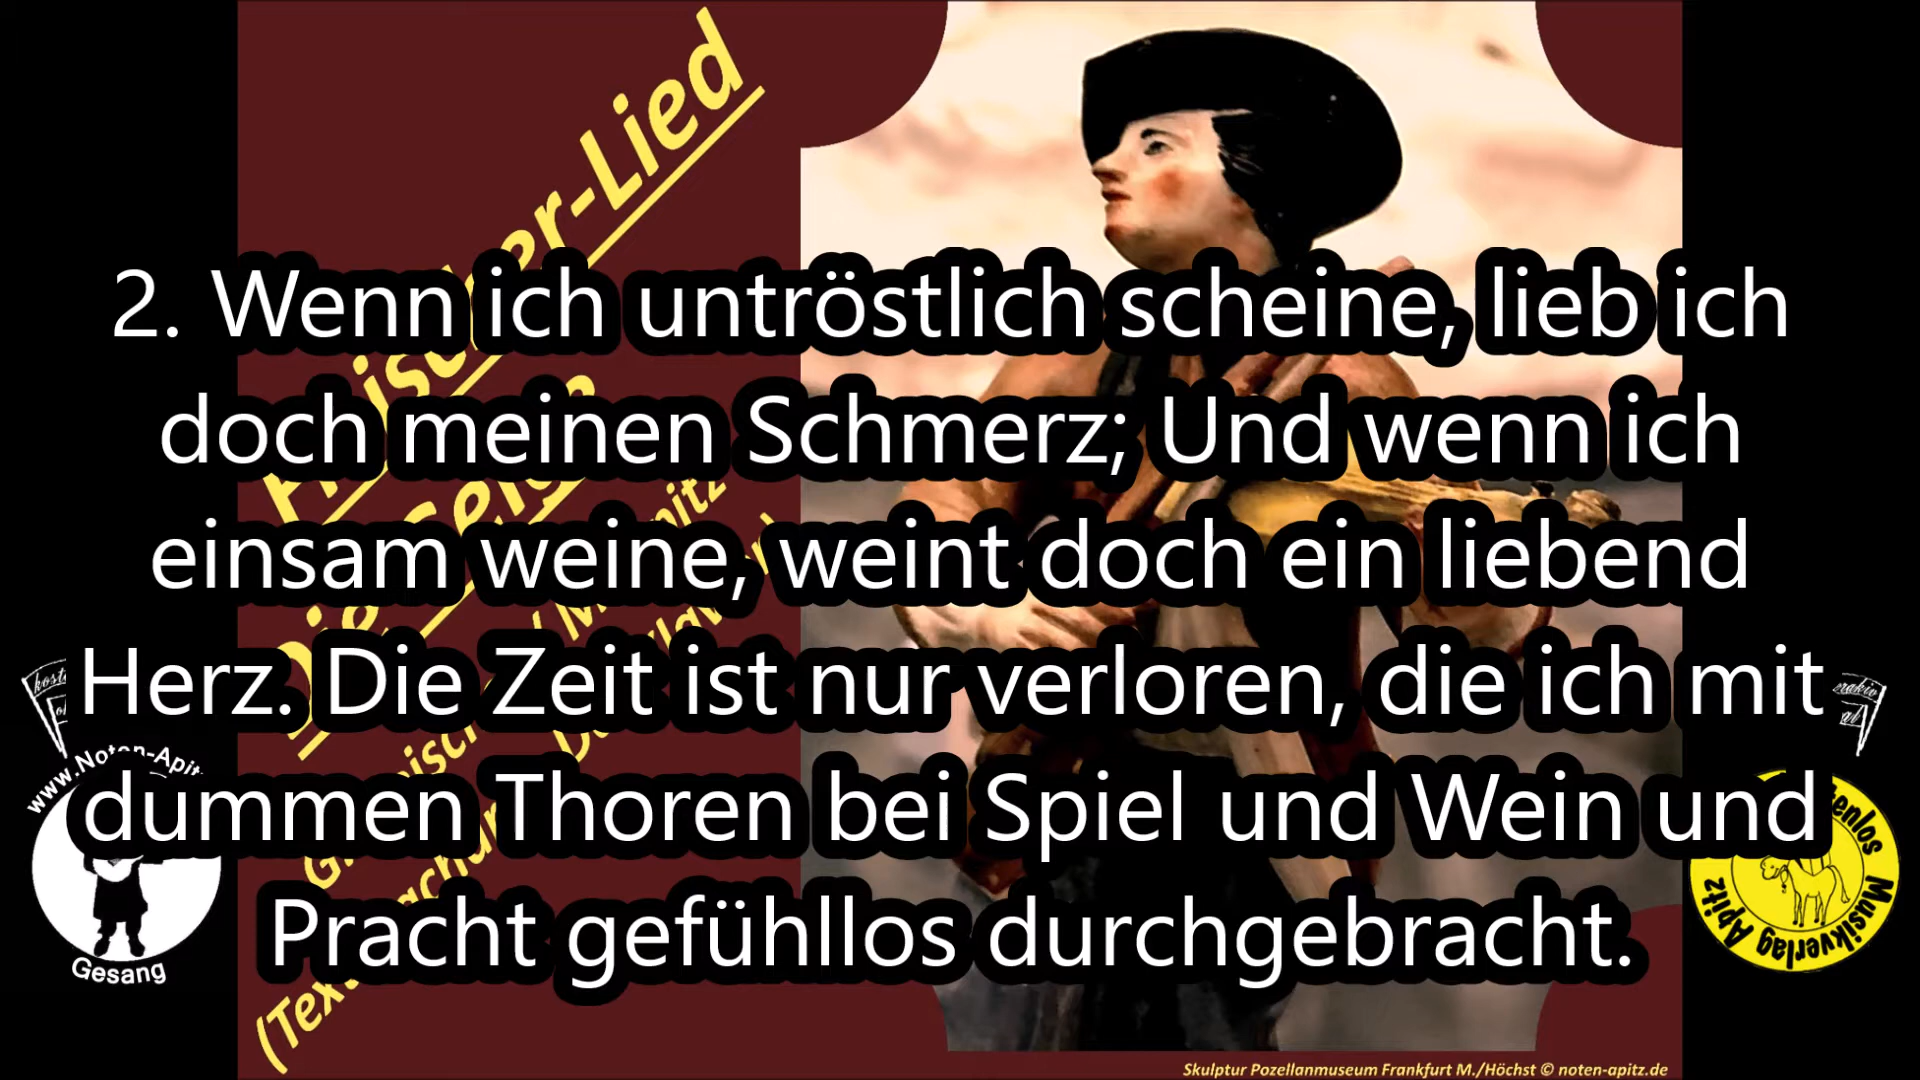 2. Wenn ich untröstlich scheine, lieb ich
doch meinen Schmerz; Und wenn ich
einsam weine, weint doch ein liebend
Herz. Die Zeit ist nur verloren, die ich mit
dummen Thoren bei Spiel und Wein und
Pracht gefühllos durchgebracht.
er-Lied
www.Noten-Apitz
Gesang
Musikverlag Apitz
Skulptur Pozellanmuseum Frankfurt M./Höchst © noten-apitz.de